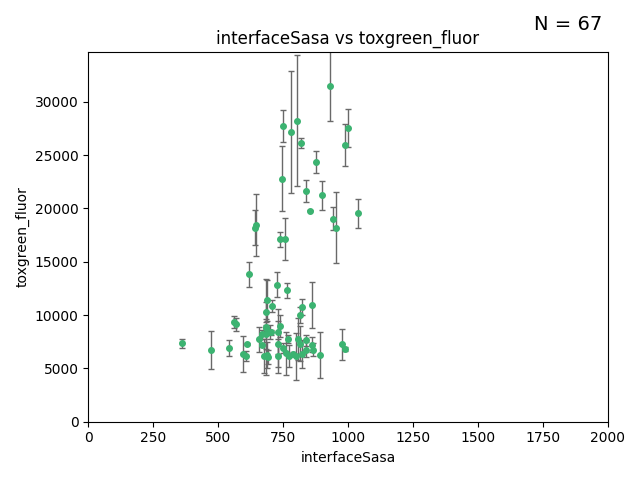 N = 67
interfaceSasa vs toxgreen_fluor
30000
25000
20000
15000
10000
5000
0
toxgreen_fluor
0 250 500 750 1000 1250 1500 1750 2000
interfaceSasa